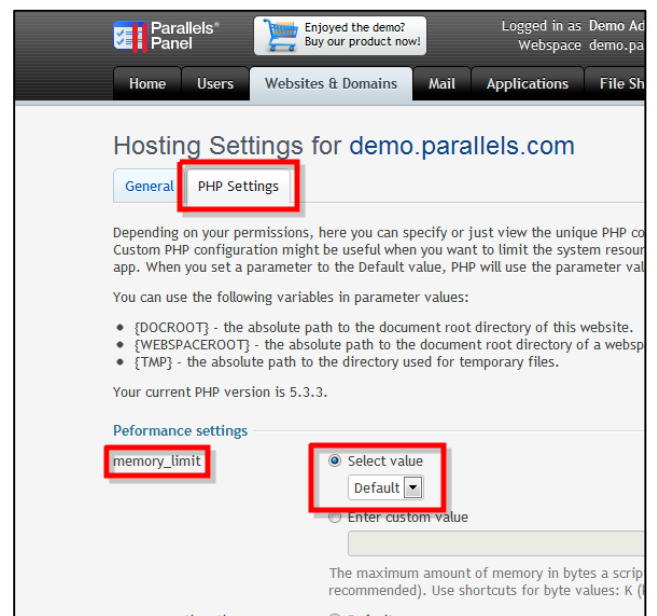 Parallels®
Panel
Enjoyed the demo?
Buy our product now!
Logged in as Demo Ad
Webspace demo.pa
Home Users Websites & Domains Mail Applications File Sh
Hosting Settings for demo.parallels.com
General PHP Settings
Depending on your permissions, here you can specify or just view the unique PHP co
Custom PHP configuration might be useful when you want to limit the system resour
app. When you set a parameter to the Default value, PHP will use the parameter val
You can use the following variables in parameter values:
• {DOCROOT} - the absolute path to the document root directory of this website.
• {WEBSPACEROOT} - the absolute path to the document root directory of a websp
• {TMP} - the absolute path to the directory used for temporary files.
Your current PHP version is 5.3.3.
Peformance settings
memory_limit
Select value
Default
Enter custom value
The maximum amount of memory in bytes a scrip
recommended). Use shortcuts for byte values: K (